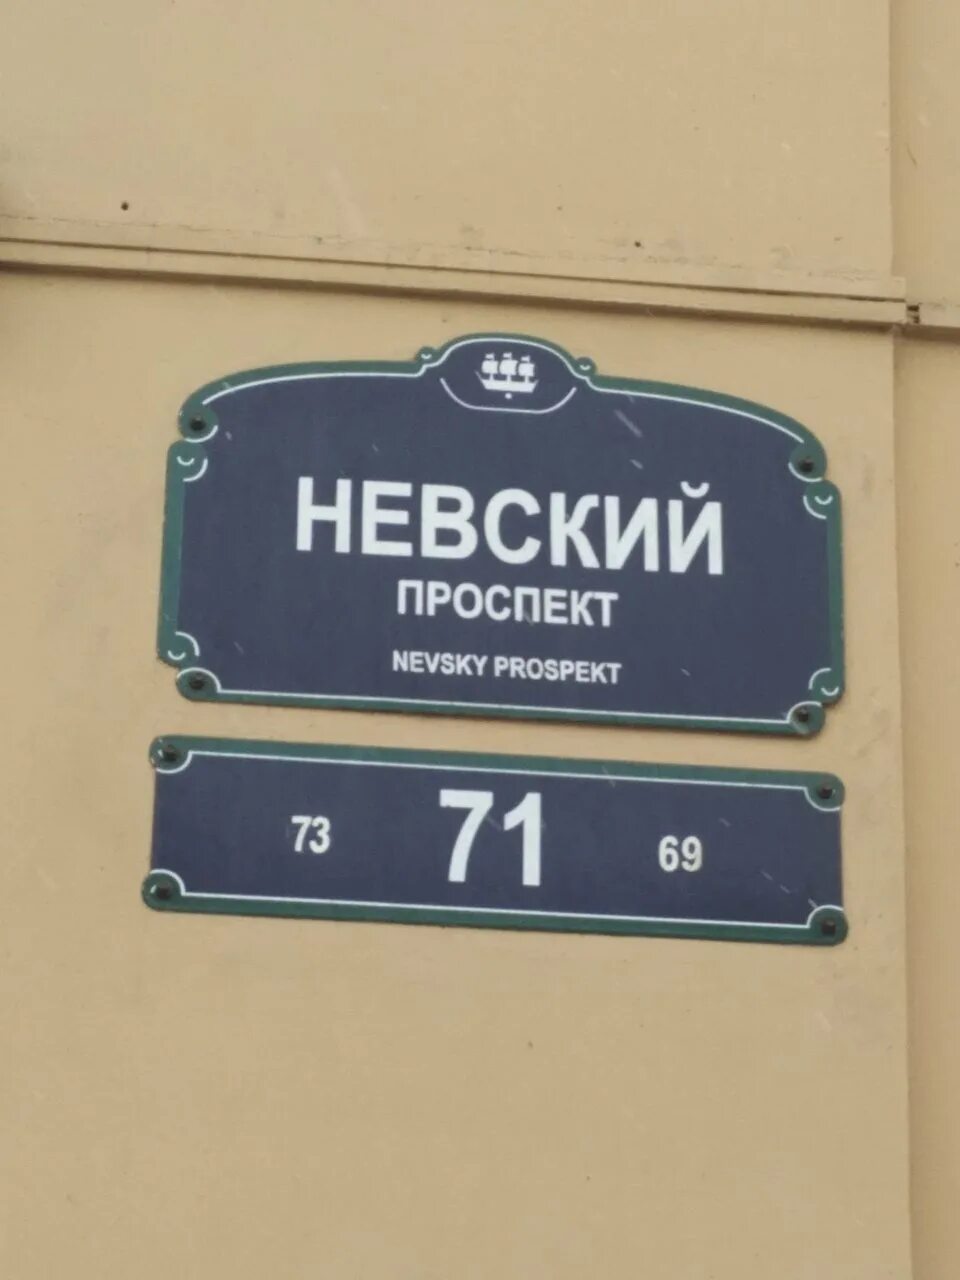 НЕВСКИЙ
ПРОСПЕКТ
NEVSKY PROSPEKT
73 71 69